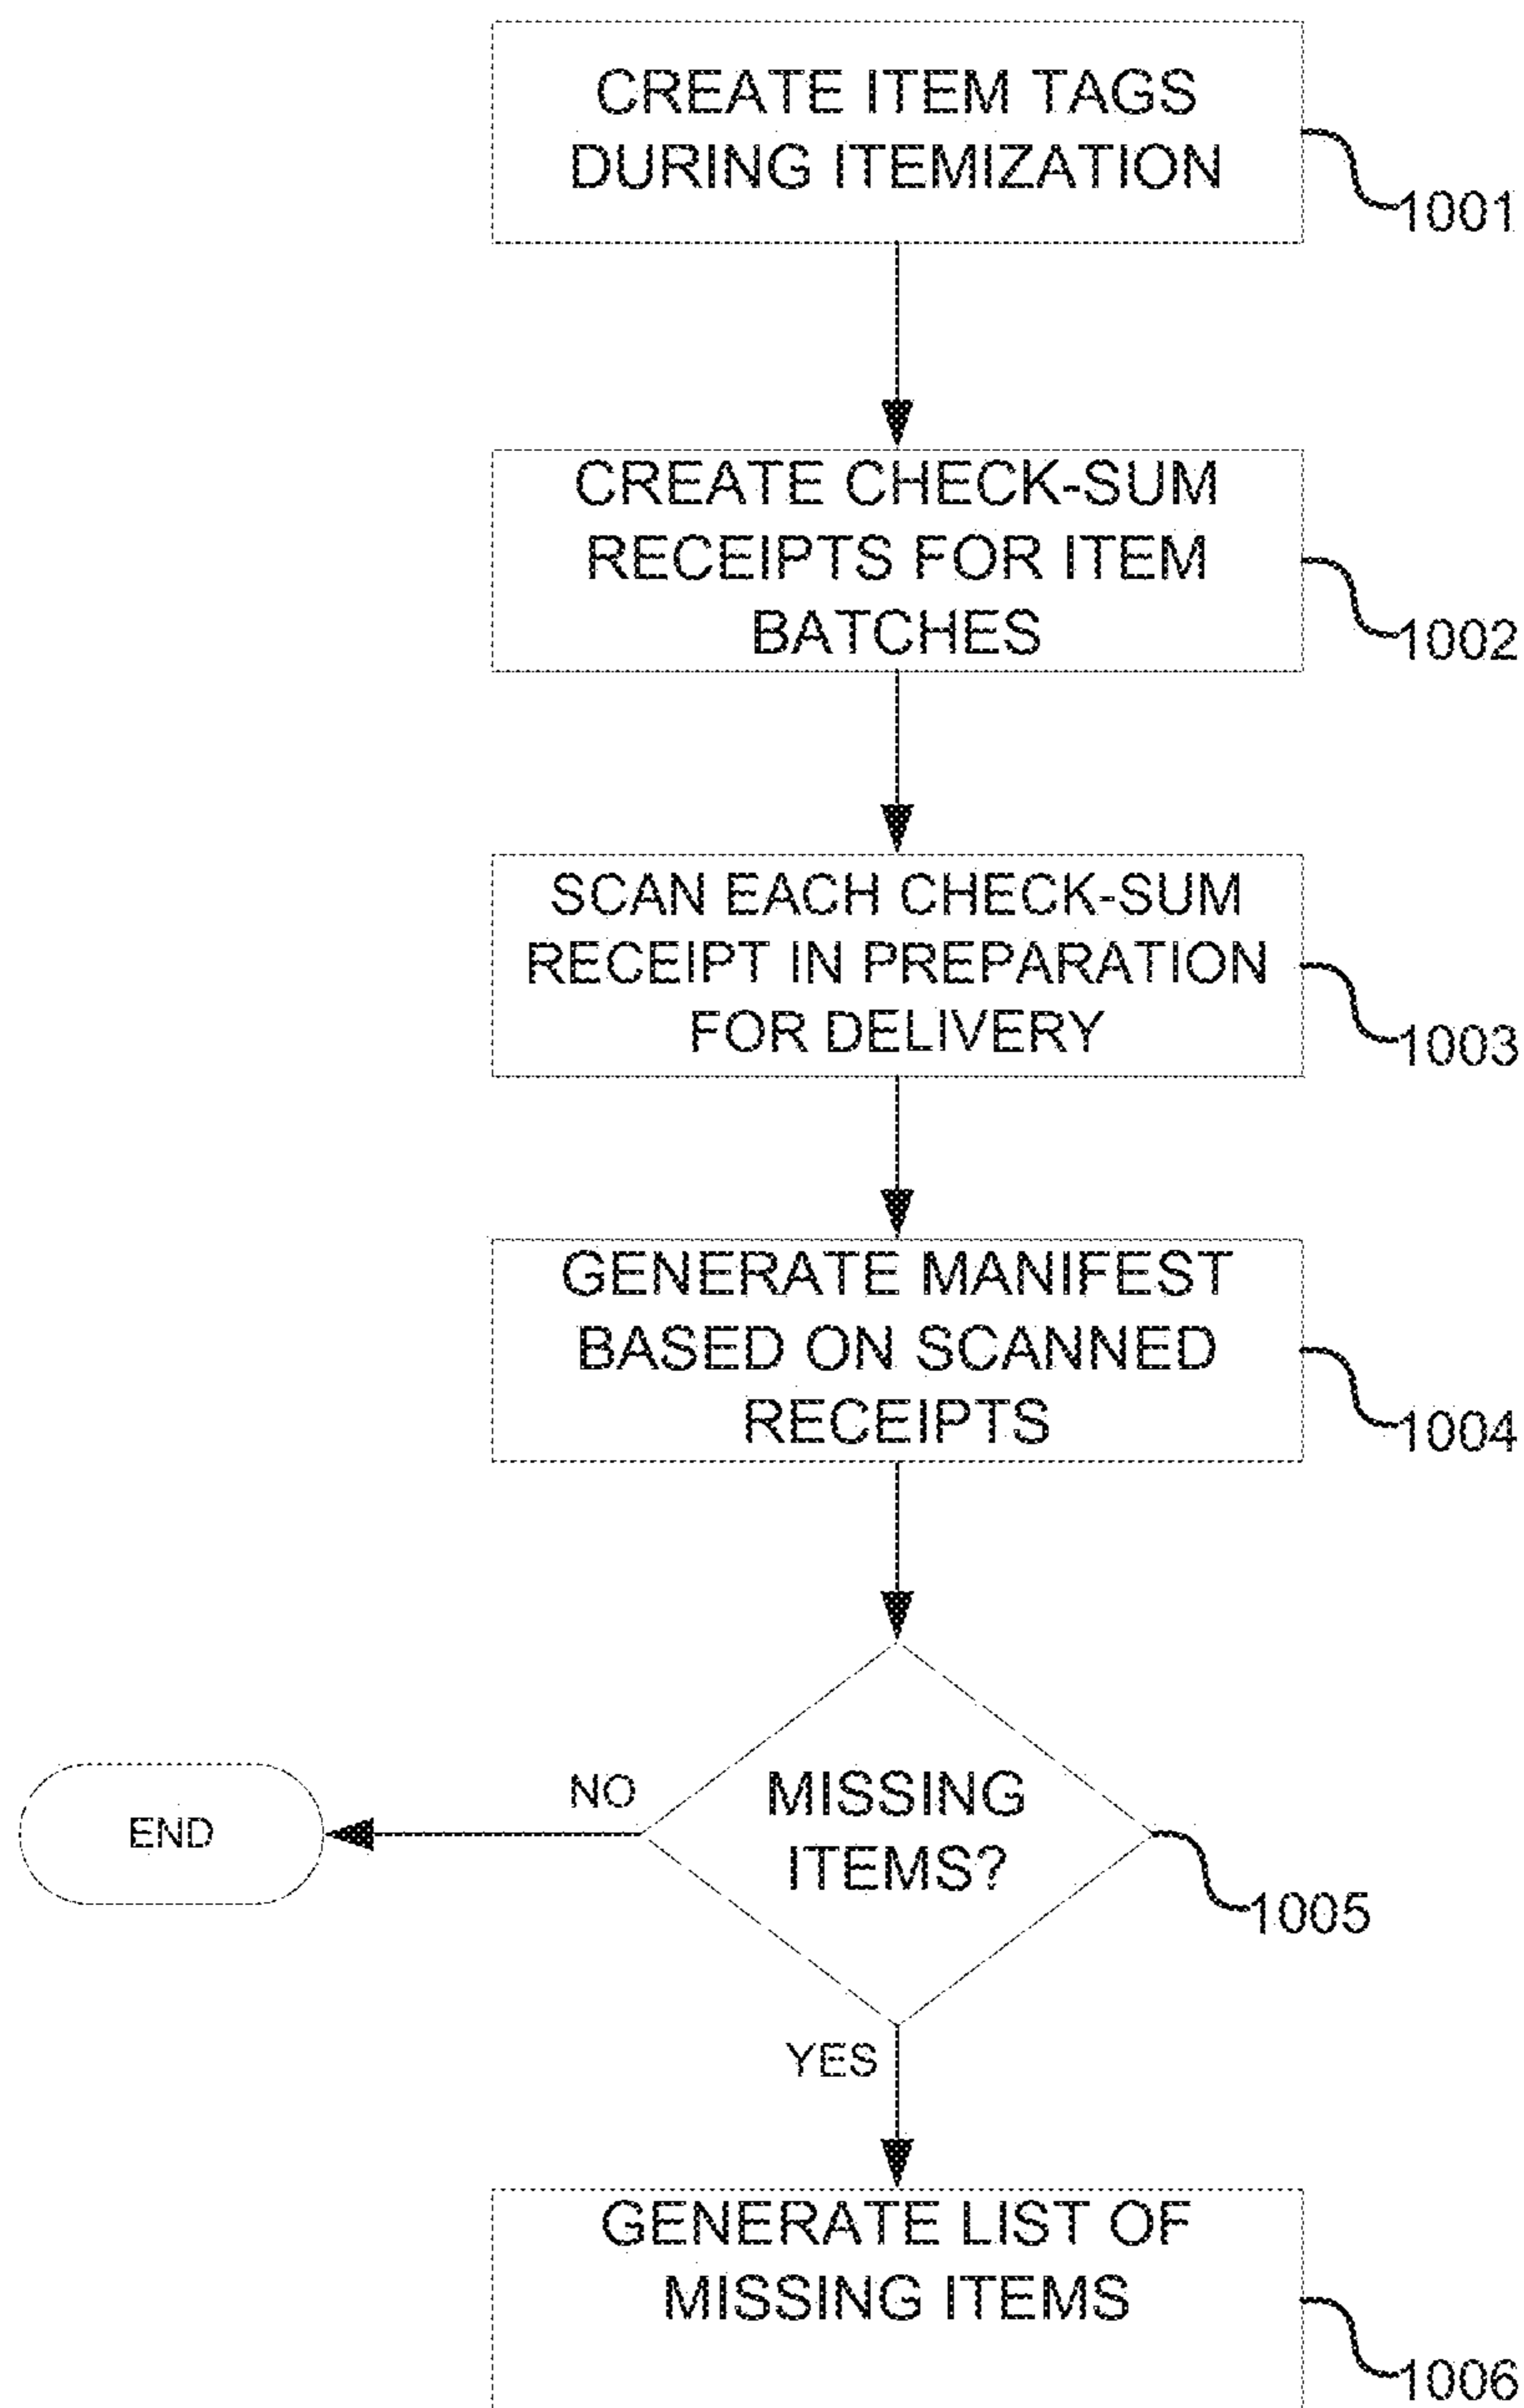 CREATE ITEM TAGS
DURING ITEMIZATION
1001
CREATE CHECK-SUM
RECEIPTS FOR ITEM
BATCHES
1002
SCAN EACH CHECK-SUM
RECEIPT IN PREPARATION
FOR DELIVERY
1003
GENERATE MANIFEST
BASED ON SCANNED
RECEIPTS
1004
MISSING
ITEMS?
1005
NO
END
YES
GENERATE LIST OF
MISSING ITEMS
1006